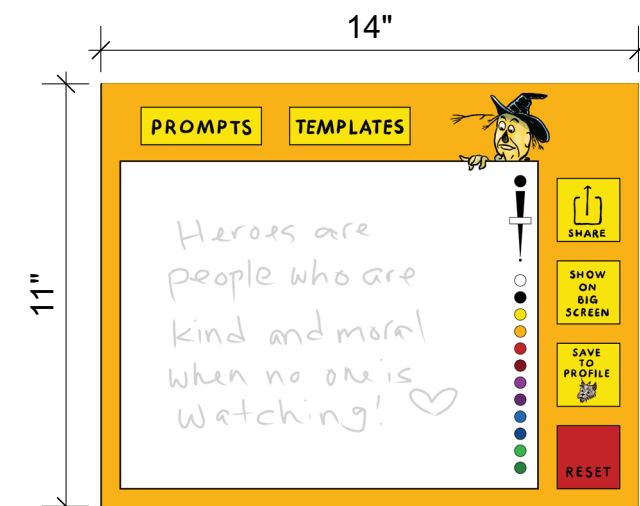 14"
11"
PROMPTS
TEMPLATES
Heroes are
people who are
kind and moral
when no one is
watching!
SHARE
SHOW
ON
BIG
SCREEN
SAVE
TO
PROFILE
RESET